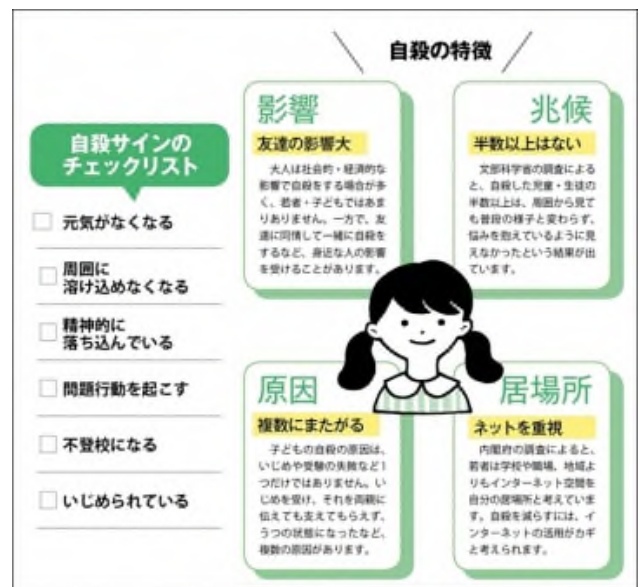 自殺の特徴
自殺サインの
チェックリスト
元気がなくなる
周囲に
溶け込めなくなる
精神的に
落ち込んでいる
問題行動を起こす
不登校になる
いじめられている
影響
友達の影響大
大人は社会的・経済的な
影響で自殺をする場合が多
く、若者・子どもではあま
りありません。一方で、友
達に同情して一緒に自殺を
するなど、身近な人の影響
を受けることがあります。
兆候
半数以上はない
文部科学省の調査による
と、自殺した児童・生徒の
半数以上は、周囲から見て
も普段の様子と変わらず、
悩みを抱えているように見
えなかったという結果が出
ています。
原因
複数にまたがる
子どもの自殺の原因は、
いじめや受験の失敗など1
つだけではありません。い
じめを受け、それを両親に
伝えても支えてもらえず、
うつの状態になったなど、
複数の原因があります。
居場所
ネットを重視
内閣府の調査によると、
若者は学校や職場、地域よ
りもインターネット空間を
自分の居場所と考えていま
す。自殺を減らすには、イ
ンターネットの活用がカギ
と考えられます。